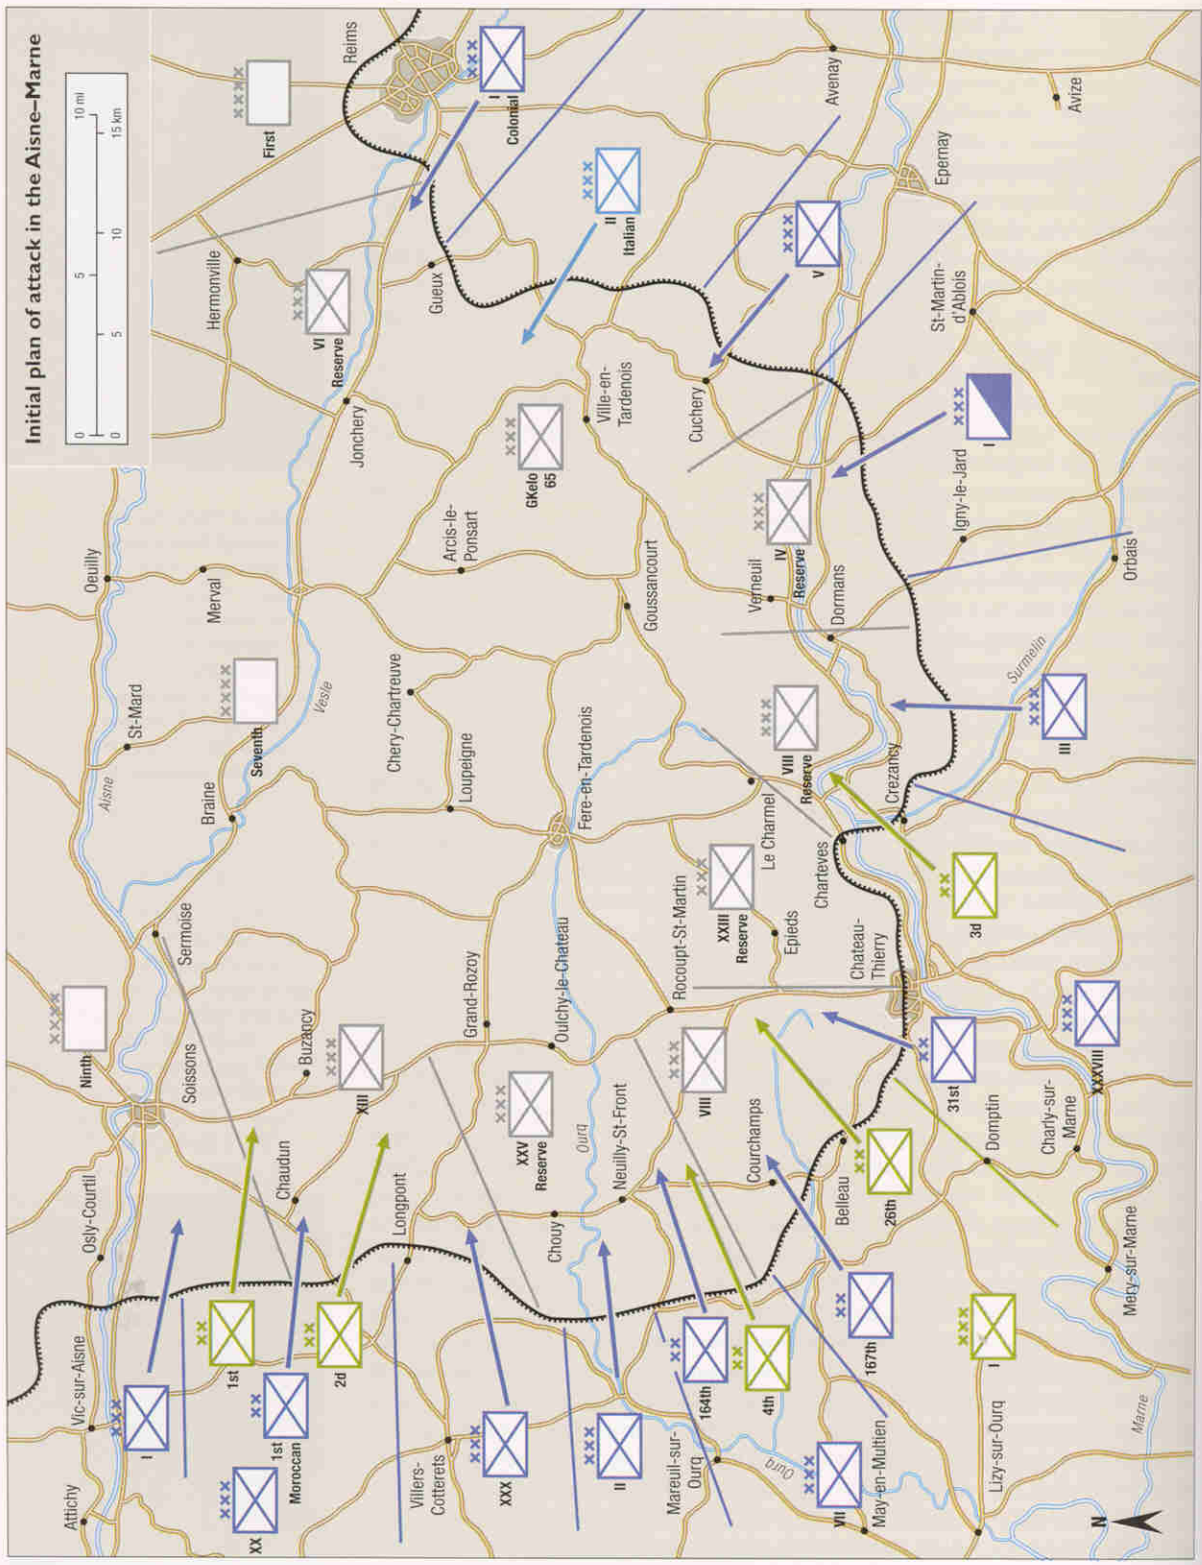 Initial plan of attack in the Aisne–Marne
0
5
10 mi
0
5
10
15 km
Attichy
Vic-sur-Aisne
Osly-Courtil
Soissons
Ninth
Sermoise
Aisne
St-Mard
Oeuilly
Merval
Braine
Seventh
Vesle
Hermonville
First
Reims
VI
Reserve
Jonchery
Gueux
I
Colonial
XX
I
1st
1st
Moroccan
2d
Chaudun
Buzancy
XIII
Longpont
Villers-
Cotterets
XXX
Grand-Rozoy
Loupeigne
Chery-Chartreuve
Arcis-le-
Ponsart
GKelo
65
II
Italian
Ville-en-
Tardenois
Fere-en-Tardenois
Goussancourt
Oulchy-le-Chateau
XXV
Reserve
Chouy
Ourq
Neuilly-St-Front
II
Mareuil-sur-
Ourq
164th
4th
VIII
Rocoupt-St-Martin
XXIII
Reserve
Epieds
Le Charmel
VIII
Reserve
Verneuil
IV
Reserve
Cuchery
V
Avenay
Epernay
Avize
Courchamps
Belleau
26th
167th
Ourq
VII
May-en-Multien
Chateau-
Thierry
Charteves
Crezancy
Dormans
Igny-le-Jard
I
St-Martin
d'Ablois
3d
31st
Domptin
Charly-sur-
Marne
XXXVIII
III
Surmelin
Orbais
I
Lizy-sur-Ourq
Mery-sur-Marne
Marne
N